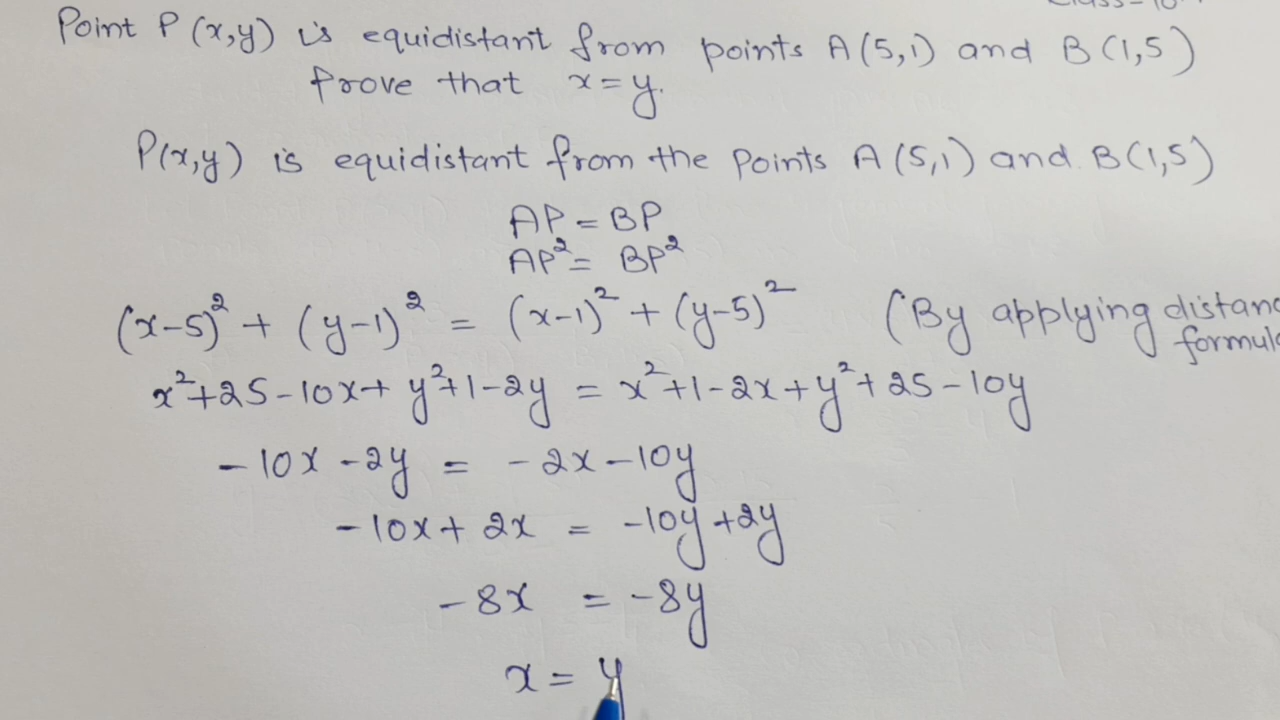 Point P (x,y) is equidistant from points A (5,1) and B (1,5)
Prove that x=y.
P(x,y) is equidistant from the Points A (5,1) and B (1,5)
AP = BP
AP² = BP²
(x-5)² + (y-1)² = (x-1)² + (y-5)² (By applying distanc
formula
x²+25-10x+ y²+1-2y = x²+1-2x+y²+25-10y
-10x -2y = -2x-10y
-10x+ 2x = -10y+2y
-8x = -8y
x = y